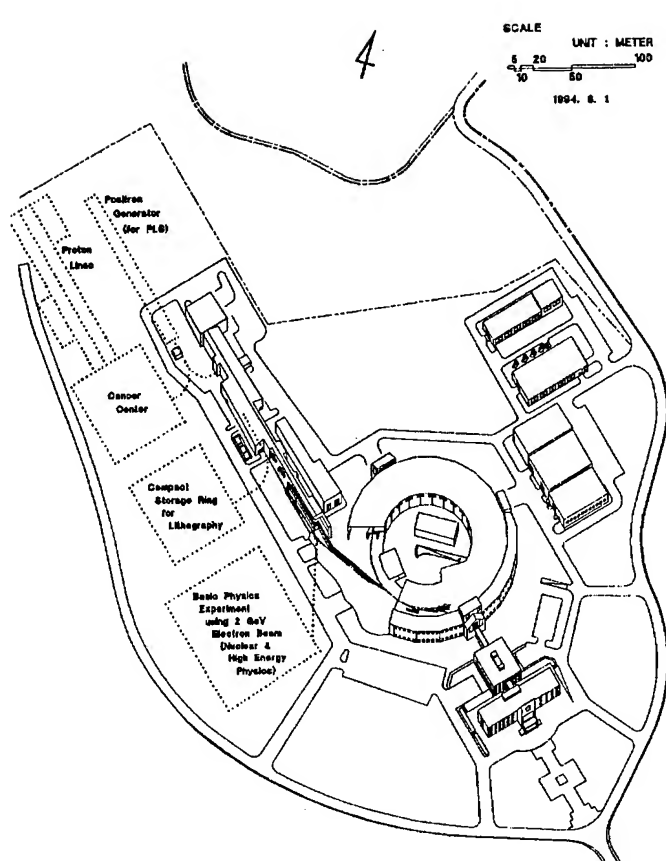 SCALE
UNIT : METER
5 20 100
10 50
1994. 8. 1
Positron
Generator
(for PLS)
Proton
Linac
Cancer
Center
Compact
Storage Ring
for
Lithography
Basic Physics
Experiment
using 2 GeV
Electron Beam
(Nuclear &
High Energy
Physics)